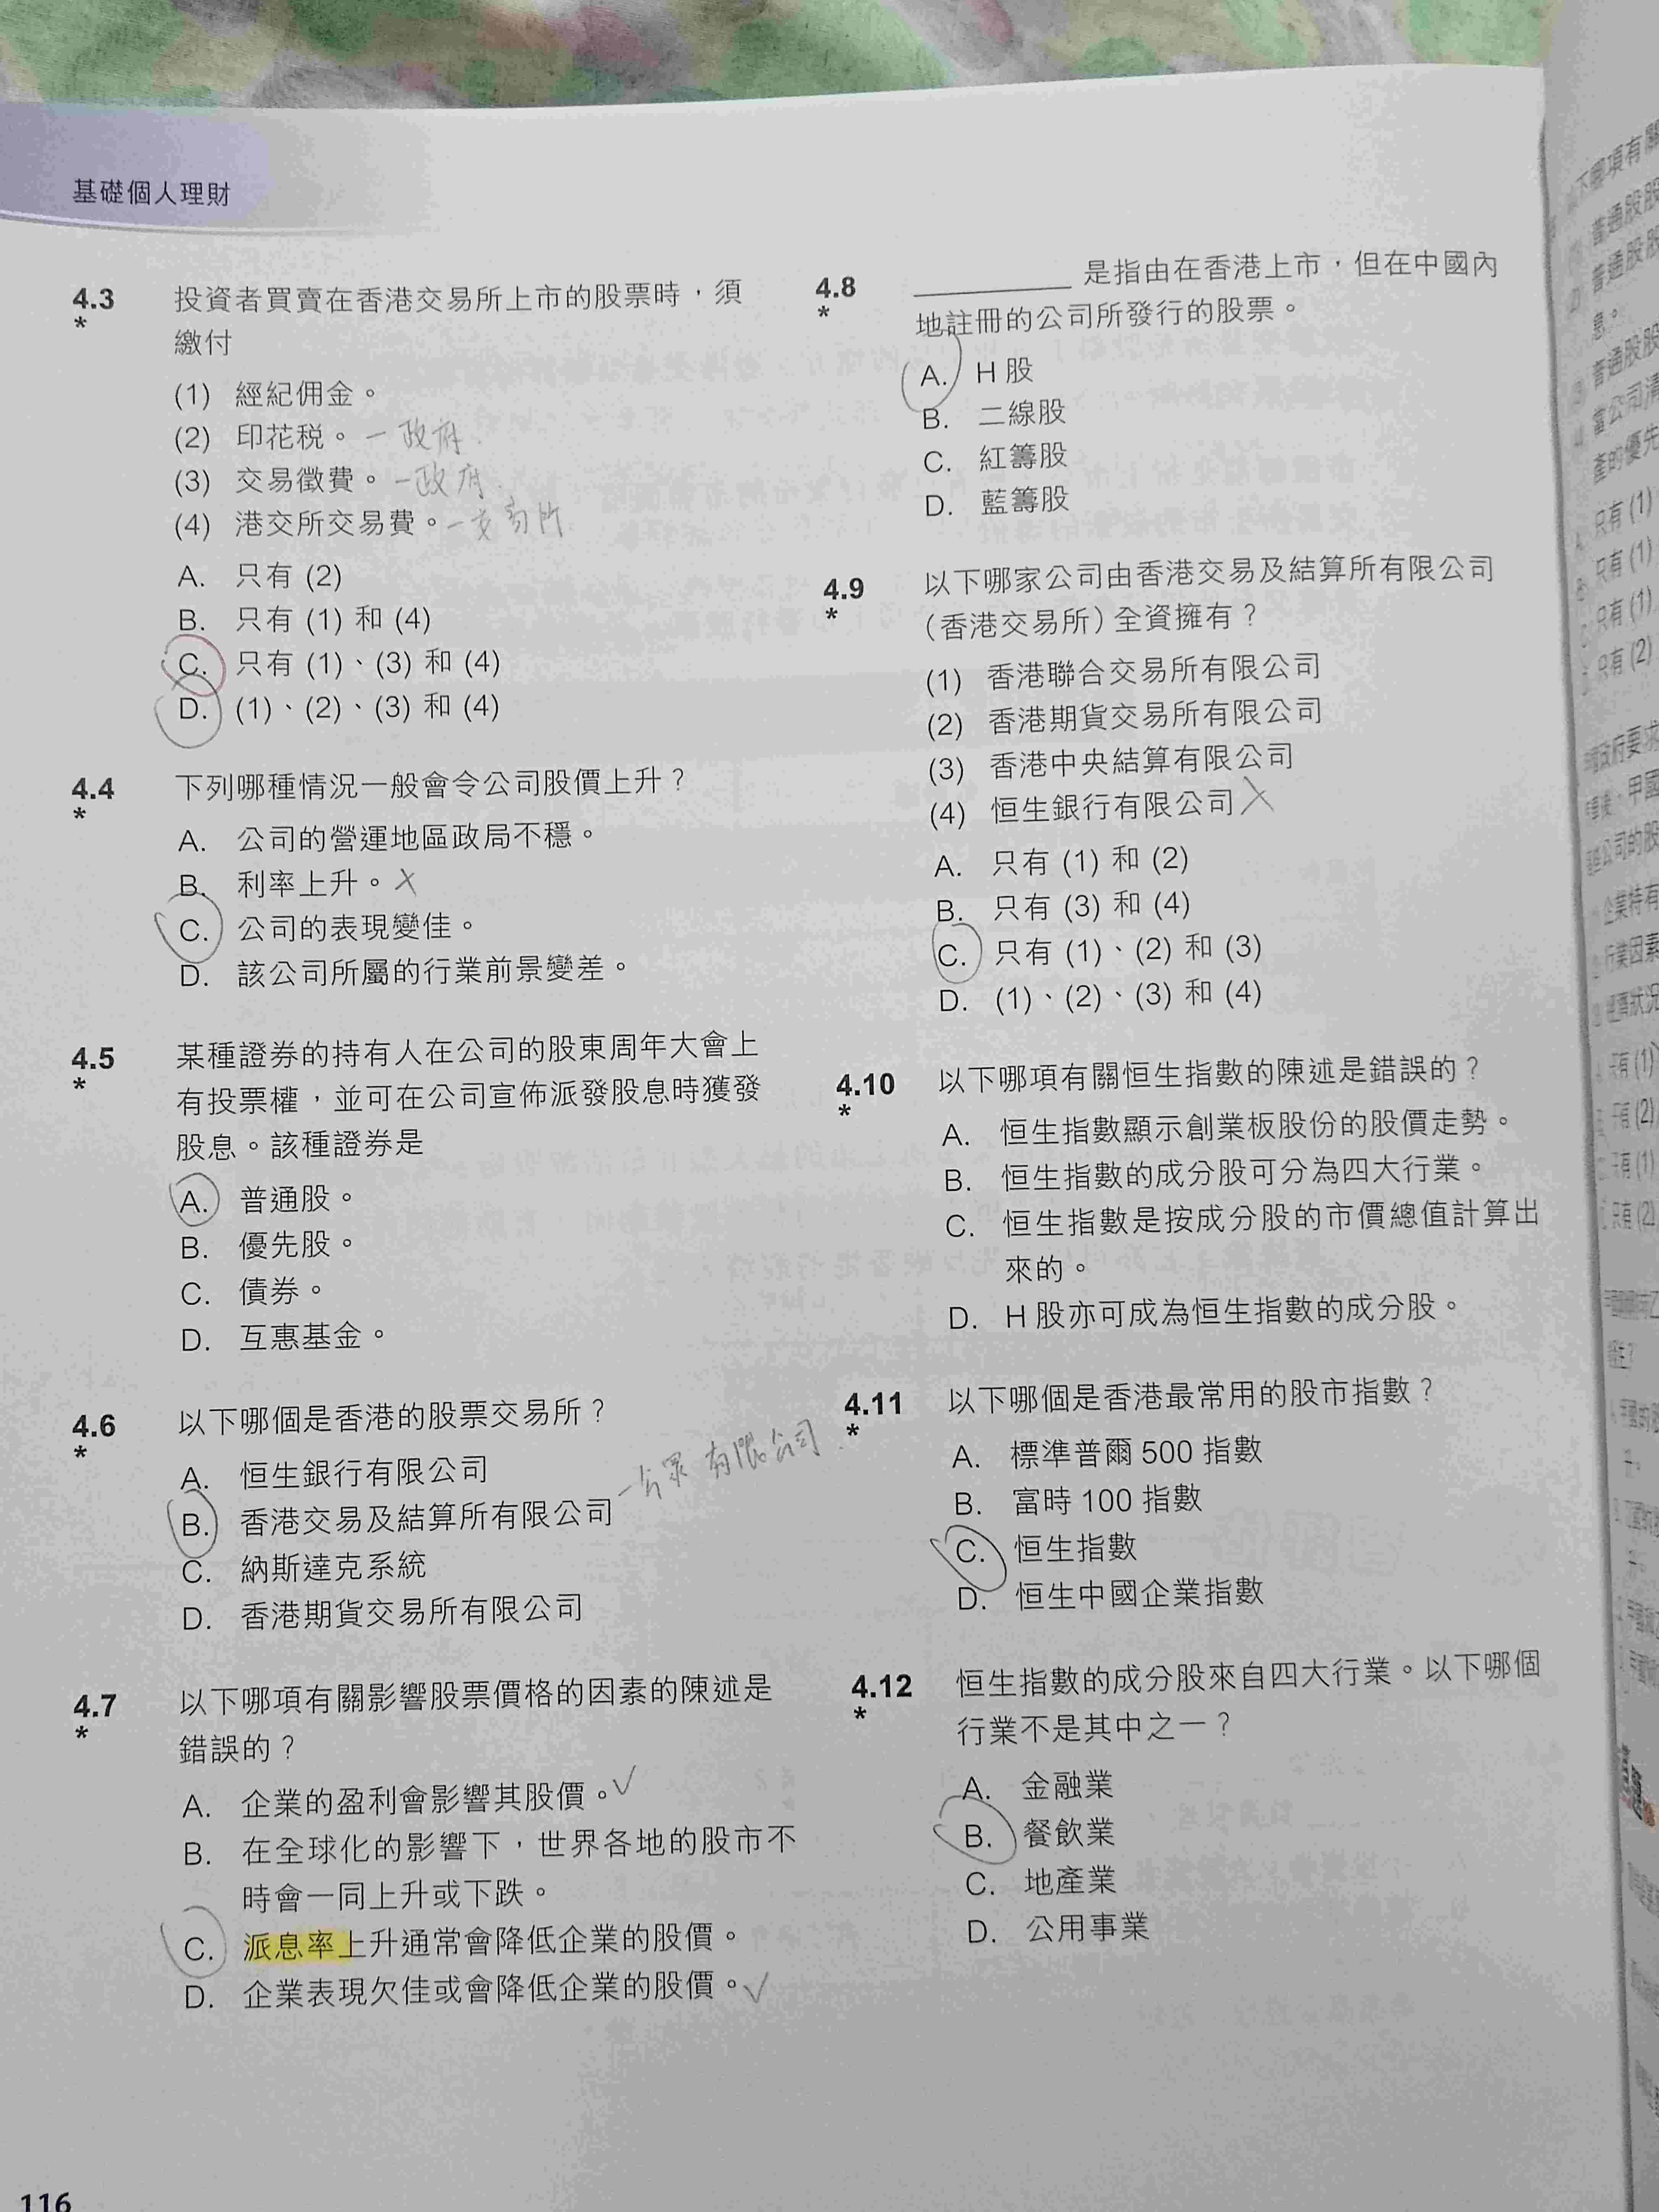 基礎個人理財
4.3 投資者買賣在香港交易所上市的股票時，須
*
繳付
(1) 經紀佣金。
(2) 印花税。 — 政府
(3) 交易徵費。 — 政府
(4) 港交所交易費。 — 交易所
A. 只有 (2)
B. 只有 (1) 和 (4)
C. 只有 (1)、(3) 和 (4)
D. (1)、(2)、(3) 和 (4)
4.4 下列哪種情況一般會令公司股價上升？
*
A. 公司的營運地區政局不穩。
B. 利率上升。 X
C. 公司的表現變佳。
D. 該公司所屬的行業前景變差。
4.5 某種證券的持有人在公司的股東周年大會上
*
有投票權，並可在公司宣佈派發股息時獲發
股息。該種證券是
A. 普通股。
B. 優先股。
C. 債券。
D. 互惠基金。
4.6 以下哪個是香港的股票交易所？
*
A. 恒生銀行有限公司
B. 香港交易及結算所有限公司 — 公眾有限公司
C. 納斯達克系統
D. 香港期貨交易所有限公司
4.7 以下哪項有關影響股票價格的因素的陳述是
*
錯誤的？
A. 企業的盈利會影響其股價。 ✓
B. 在全球化的影響下，世界各地的股市不
時會一同上升或下跌。
C. 派息率上升通常會降低企業的股價。
D. 企業表現欠佳或會降低企業的股價。 ✓
4.8 ________ 是指由在香港上市，但在中國內
*
地註冊的公司所發行的股票。
A. H 股
B. 二線股
C. 紅籌股
D. 藍籌股
4.9 以下哪家公司由香港交易及結算所有限公司
*
（香港交易所）全資擁有？
(1) 香港聯合交易所有限公司
(2) 香港期貨交易所有限公司
(3) 香港中央結算有限公司
(4) 恒生銀行有限公司 X
A. 只有 (1) 和 (2)
B. 只有 (3) 和 (4)
C. 只有 (1)、(2) 和 (3)
D. (1)、(2)、(3) 和 (4)
4.10 以下哪項有關恒生指數的陳述是錯誤的？
*
A. 恒生指數顯示創業板股份的股價走勢。
B. 恒生指數的成分股可分為四大行業。
C. 恒生指數是按成分股的市價總值計算出
來的。
D. H 股亦可成為恒生指數的成分股。
4.11 以下哪個是香港最常用的股市指數？
*
A. 標準普爾 500 指數
B. 富時 100 指數
C. 恒生指數
D. 恒生中國企業指數
4.12 恒生指數的成分股來自四大行業。以下哪個
*
行業不是其中之一？
A. 金融業
B. 餐飲業
C. 地產業
D. 公用事業
116